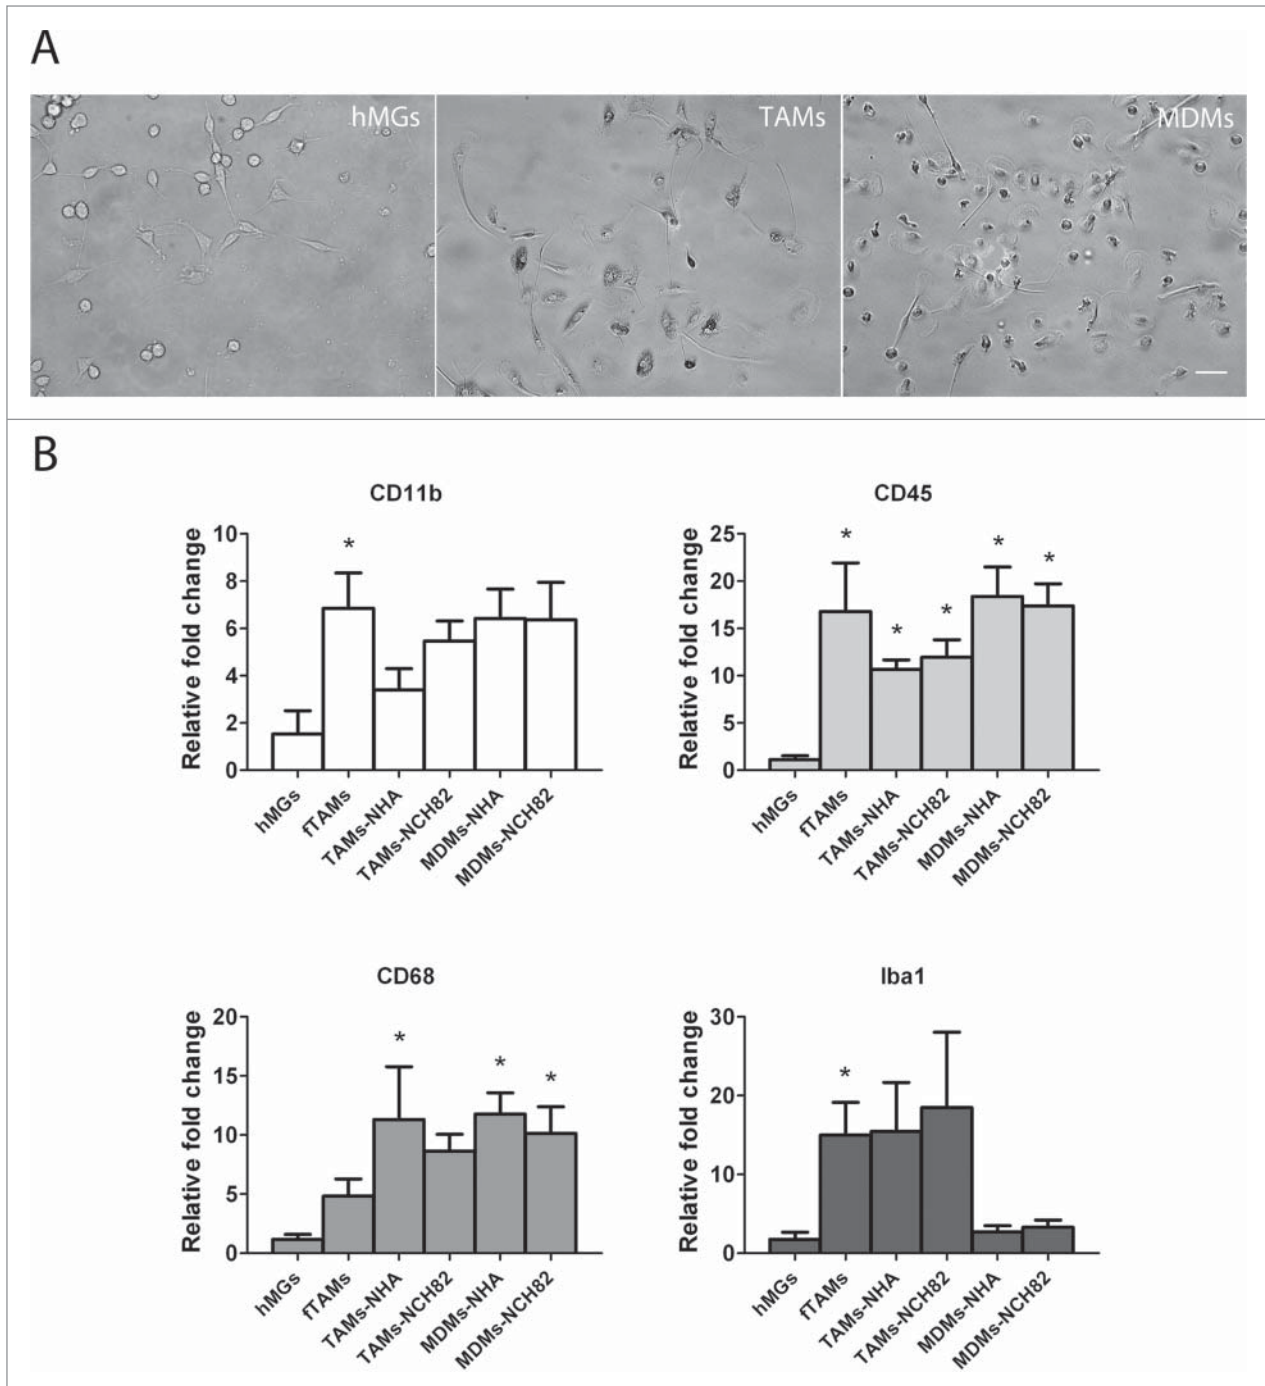 A
hMGs
TAMs
MDMs
B
CD11b
Relative fold change
10
8
6
4
2
0
hMGs
fTAMs
TAMs-NHA
TAMs-NCH82
MDMs-NHA
MDMs-NCH82
*
CD45
Relative fold change
25
20
15
10
5
0
hMGs
fTAMs
TAMs-NHA
TAMs-NCH82
MDMs-NHA
MDMs-NCH82
*
*
*
*
*
CD68
Relative fold change
20
15
10
5
0
hMGs
fTAMs
TAMs-NHA
TAMs-NCH82
MDMs-NHA
MDMs-NCH82
*
*
*
Iba1
Relative fold change
30
20
10
0
hMGs
fTAMs
TAMs-NHA
TAMs-NCH82
MDMs-NHA
MDMs-NCH82
*